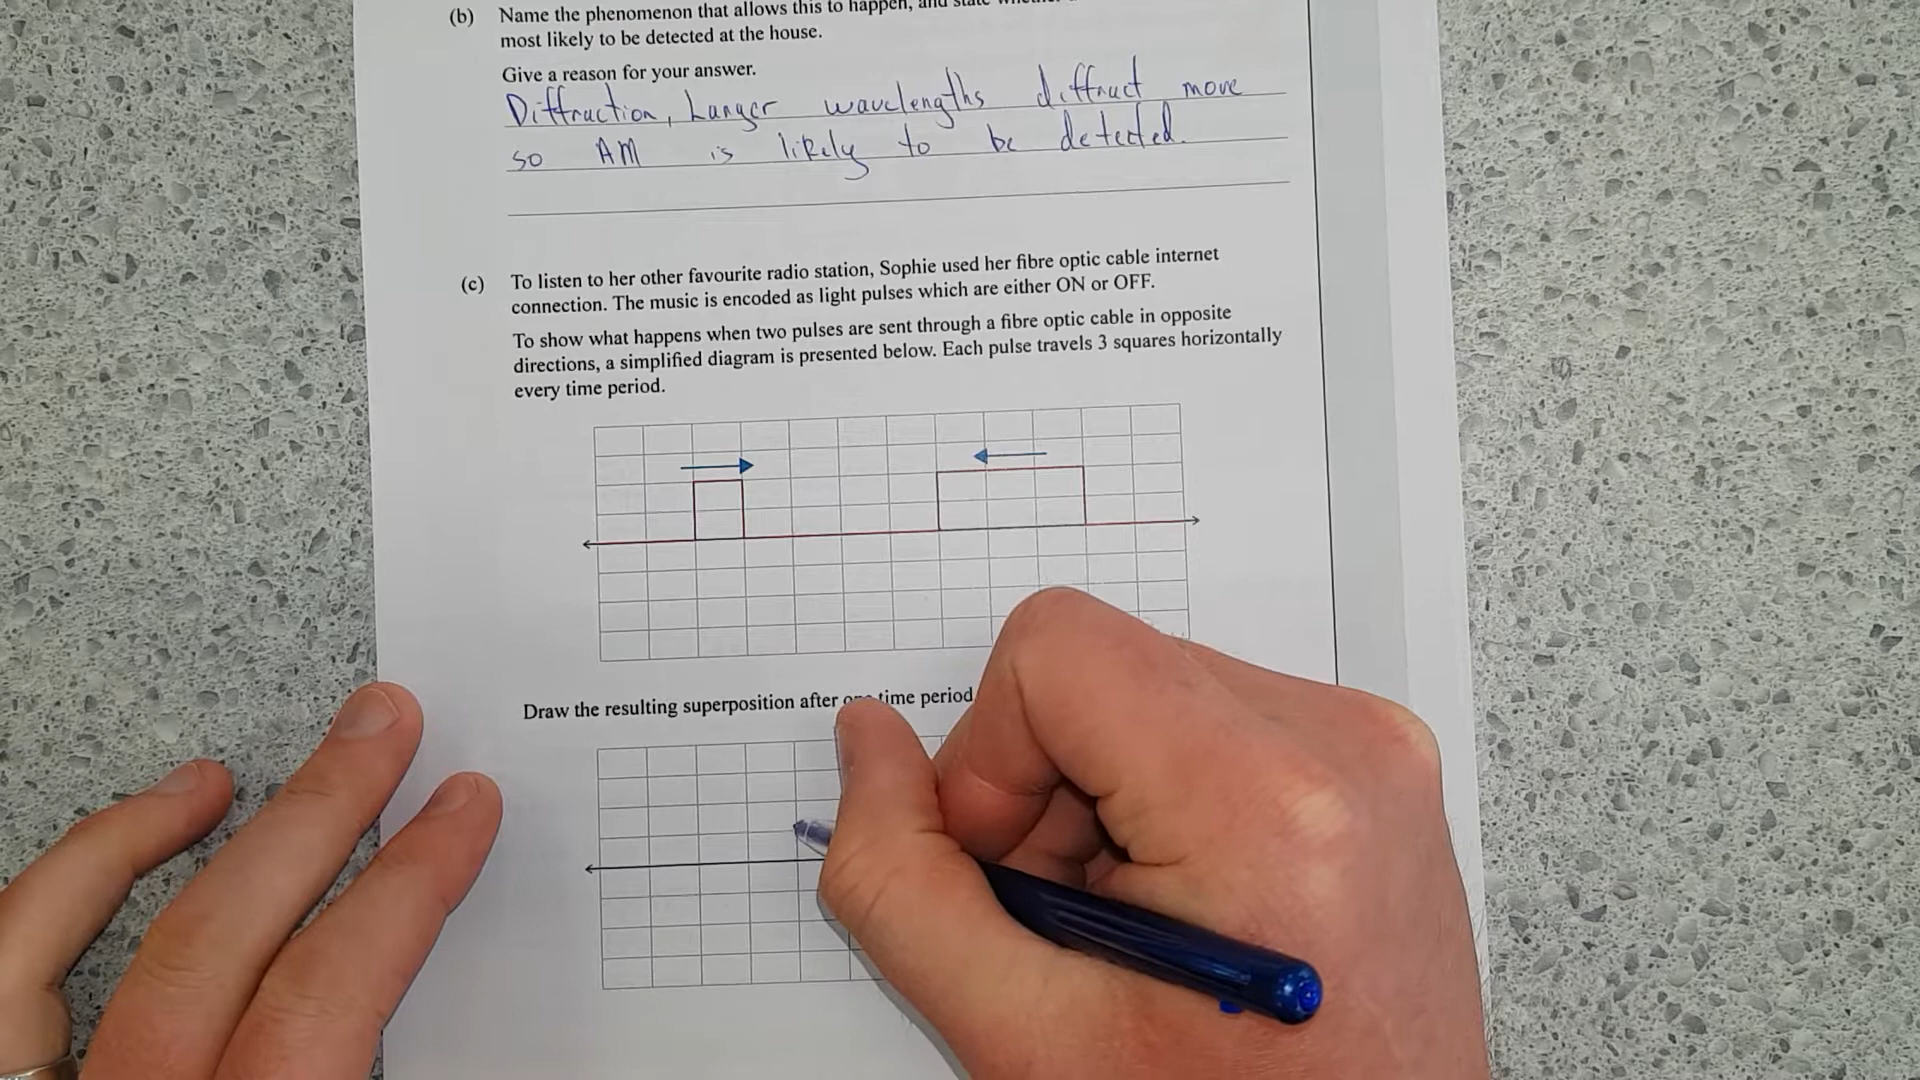 (b) Name the phenomenon that allows this to happen, and state
most likely to be detected at the house.
Give a reason for your answer.
Diffraction, Longer wavelengths diffract more
so AM is likely to be detected.
(c) To listen to her other favourite radio station, Sophie used her fibre optic cable internet
connection. The music is encoded as light pulses which are either ON or OFF.
To show what happens when two pulses are sent through a fibre optic cable in opposite
directions, a simplified diagram is presented below. Each pulse travels 3 squares horizontally
every time period.
Draw the resulting superposition after one time period